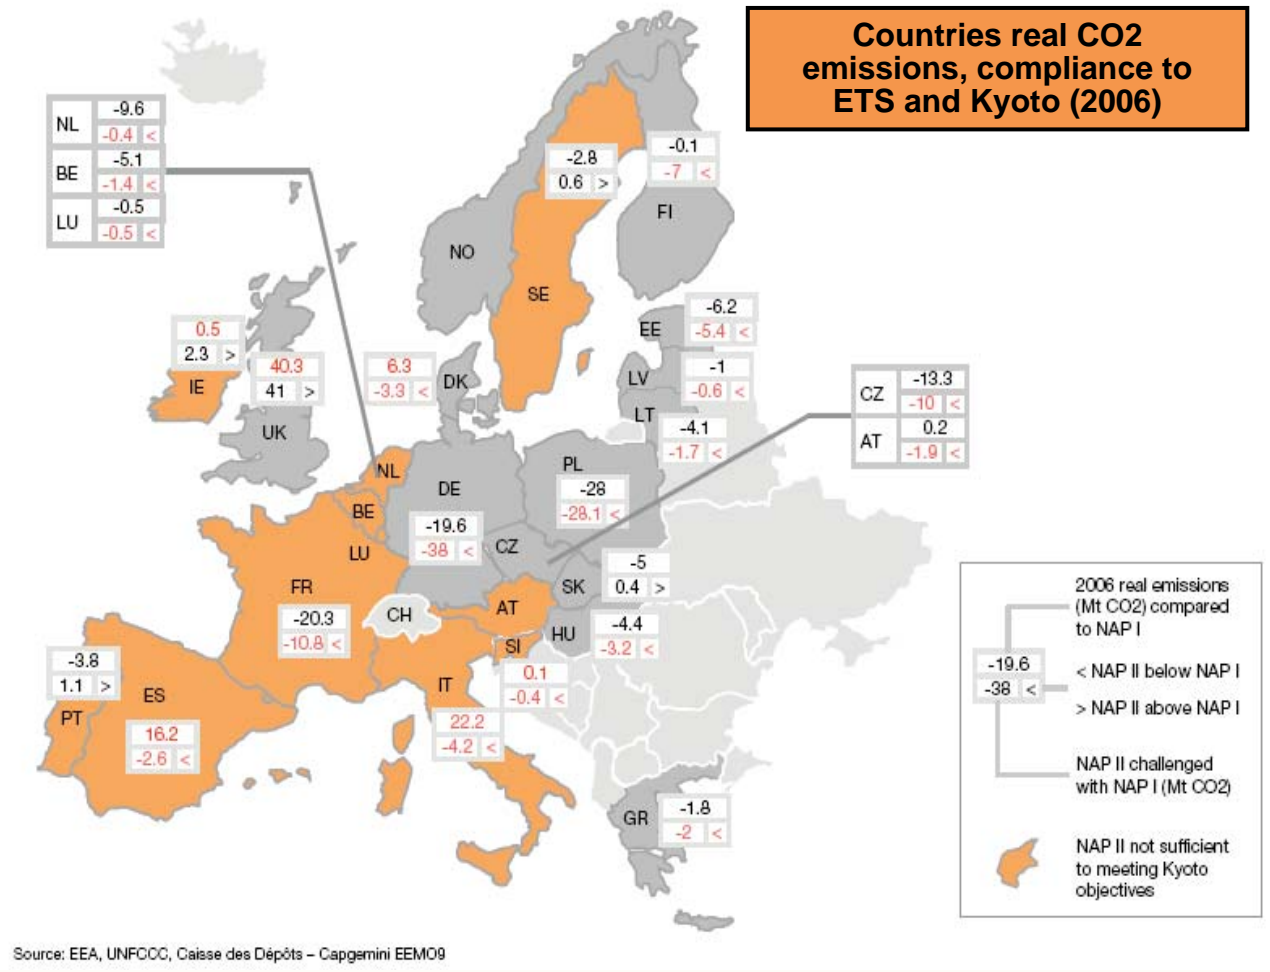 Countries real CO2
emissions, compliance to
ETS and Kyoto (2006)
NL
-9.6
-0.4 <
BE
-5.1
-1.4 <
LU
-0.5
-0.5 <
-2.8
0.6 >
-0.1
-7 <
FI
NO
SE
-6.2
EE
-5.4 <
0.5
2.3 >
IE
40.3
41 >
6.3
-3.3 <
DK
-1
LV
-0.6 <
LT
-4.1
-1.7 <
CZ
-13.3
-10 <
AT
0.2
-1.9 <
UK
NL
DE
PL
-28
-28.1 <
BE
-19.6
-38 <
LU
CZ
-5
0.4 >
SK
FR
-20.3
-10.8 <
CH
AT
HU
-4.4
-3.2 <
SI
0.1
-0.4 <
-3.8
1.1 >
PT
ES
16.2
-2.6 <
IT
22.2
-4.2 <
GR
-1.8
-2 <
2006 real emissions
(Mt CO2) compared
to NAP I
-19.6
-38 <
< NAP II below NAP I
> NAP II above NAP I
NAP II challenged
with NAP I (Mt CO2)
NAP II not sufficient
to meeting Kyoto
objectives
Source: EEA, UNFCCC, Caisse des Dépôts – Capgemini EEMO9